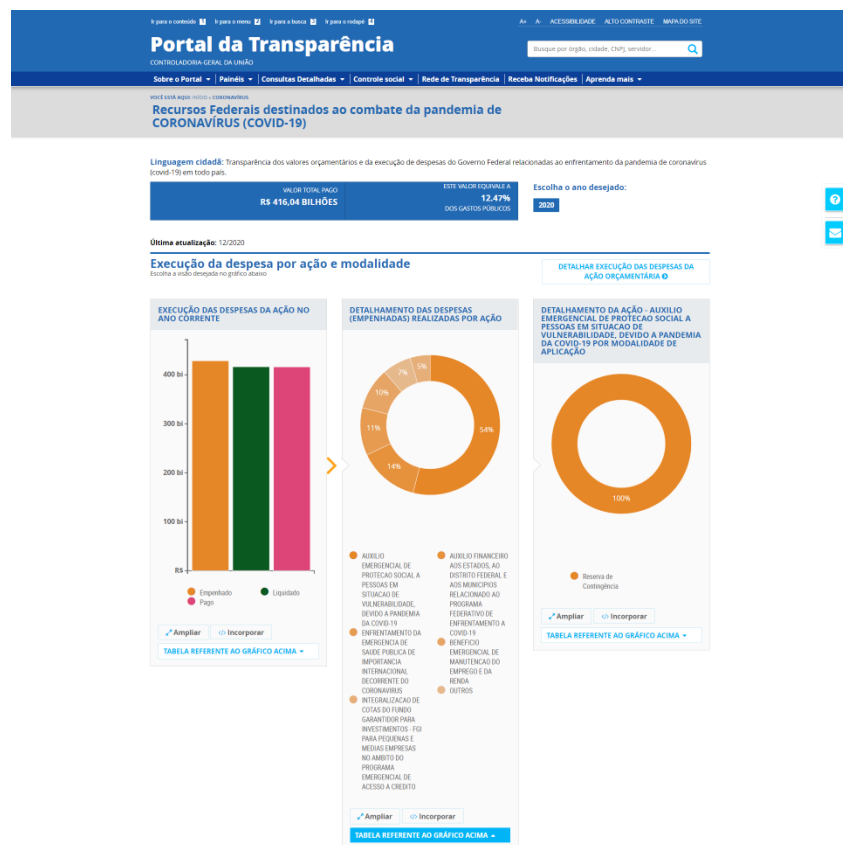 Ir para o conteúdo 1 Ir para o menu 2 Ir para a busca 3 Ir para o rodapé 4
A+ A- ACESSIBILIDADE ALTO CONTRASTE MAPA DO SITE
Portal da Transparência
CONTROLADORIA-GERAL DA UNIÃO
Busque por órgão, cidade, CNPJ, servidor...
Sobre o Portal Painéis Consultas Detalhadas Controle social Rede de Transparência Receba Notificações Aprenda mais
VOCÊ ESTÁ AQUI: INÍCIO » CORONAVÍRUS
Recursos Federais destinados ao combate da pandemia de
CORONAVÍRUS (COVID-19)
Linguagem cidadã: Transparência dos valores orçamentários e da execução de despesas do Governo Federal relacionadas ao enfrentamento da pandemia de coronavírus
(covid-19) em todo país.
VALOR TOTAL PAGO
R$ 416,04 BILHÕES
ESTE VALOR EQUIVALE A
12.47%
DOS GASTOS PÚBLICOS
Escolha o ano desejado:
2020
?
Última atualização: 12/2020
Execução da despesa por ação e modalidade
Escolha a visão desejada no gráfico abaixo
DETALHAR EXECUÇÃO DAS DESPESAS DA
AÇÃO ORÇAMENTÁRIA
EXECUÇÃO DAS DESPESAS DA AÇÃO NO
ANO CORRENTE
400 bi
300 bi
200 bi
100 bi
R$
Empenhado Liquidado
Pago
Ampliar </> Incorporar
TABELA REFERENTE AO GRÁFICO ACIMA
DETALHAMENTO DAS DESPESAS
(EMPENHADAS) REALIZADAS POR AÇÃO
5%
7%
10%
11%
54%
14%
AUXILIO
EMERGENCIAL DE
PROTECAO SOCIAL A
PESSOAS EM
SITUACAO DE
VULNERABILIDADE,
DEVIDO A PANDEMIA
DA COVID-19
ENFRENTAMENTO DA
EMERGENCIA DE
SAUDE PUBLICA DE
IMPORTANCIA
INTERNACIONAL
DECORRENTE DO
CORONAVIRUS
INTEGRALIZACAO DE
COTAS DO FUNDO
GARANTIDOR PARA
INVESTIMENTOS - FGI
PARA PEQUENAS E
MEDIAS EMPRESAS
NO AMBITO DO
PROGRAMA
EMERGENCIAL DE
ACESSO A CREDITO
AUXILIO FINANCEIRO
AOS ESTADOS, AO
DISTRITO FEDERAL E
AOS MUNICIPIOS
RELACIONADO AO
PROGRAMA
FEDERATIVO DE
ENFRENTAMENTO A
COVID-19
BENEFICIO
EMERGENCIAL DE
MANUTENCAO DO
EMPREGO E DA
RENDA
OUTROS
Ampliar </> Incorporar
TABELA REFERENTE AO GRÁFICO ACIMA
DETALHAMENTO DA AÇÃO - AUXILIO
EMERGENCIAL DE PROTECAO SOCIAL A
PESSOAS EM SITUACAO DE
VULNERABILIDADE, DEVIDO A PANDEMIA
DA COVID-19 POR MODALIDADE DE
APLICAÇÃO
100%
Reserva de
Contingência
Ampliar </> Incorporar
TABELA REFERENTE AO GRÁFICO ACIMA